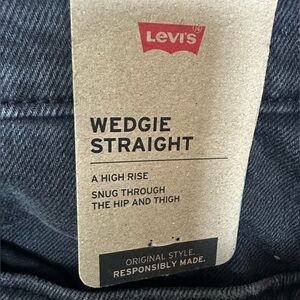 Levi's
WEDGIE
STRAIGHT
A HIGH RISE
SNUG THROUGH
THE HIP AND THIGH
ORIGINAL STYLE.
RESPONSIBLY MADE.